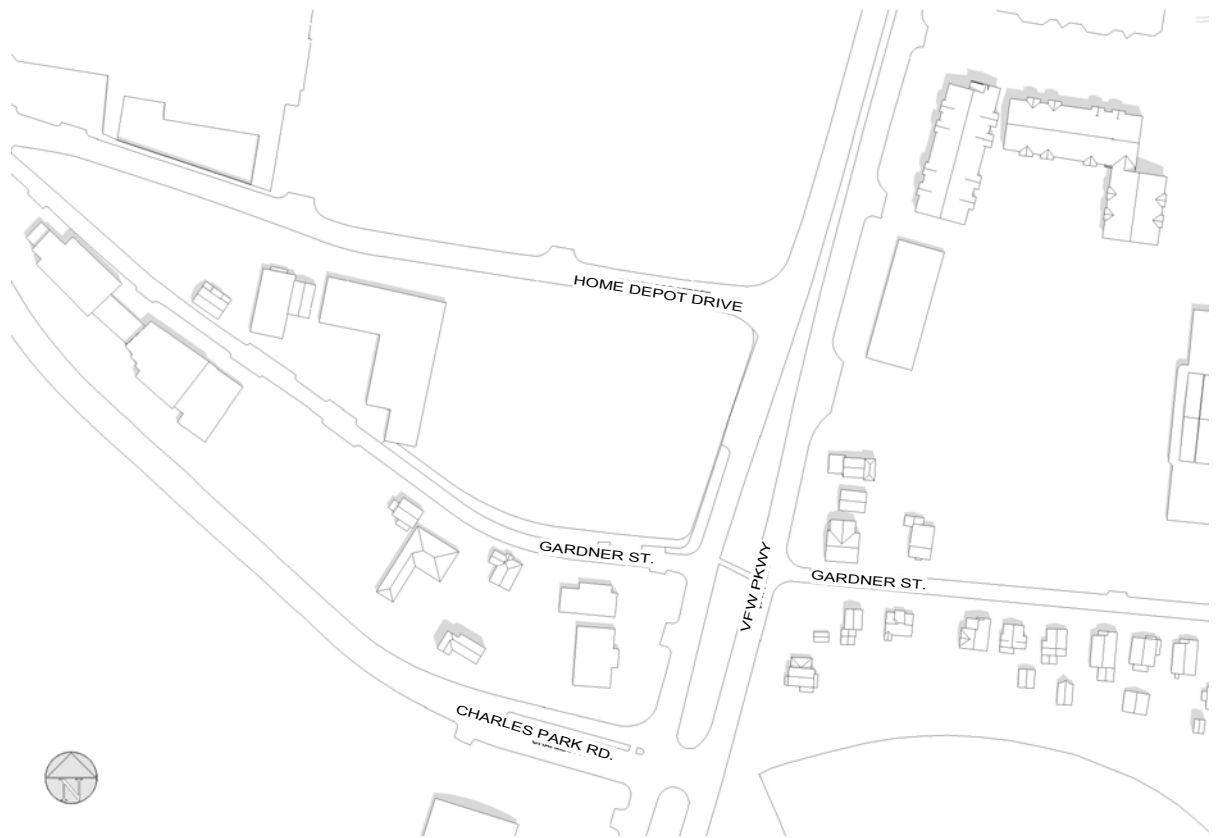 HOME DEPOT DRIVE
GARDNER ST.
VFW PKWY
GARDNER ST.
CHARLES PARK RD.
N